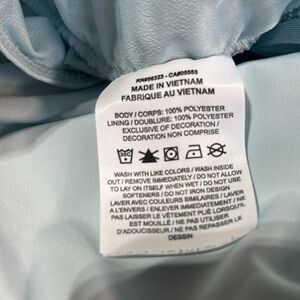 RN#56323 - CA#05553
MADE IN VIETNAM
FABRIQUE AU VIETNAM
BODY / CORPS: 100% POLYESTER
LINING / DOUBLURE: 100% POLYESTER
EXCLUSIVE OF DECORATION /
DECORATION NON COMPRISE
WASH WITH LIKE COLORS / WASH INSIDE
OUT / REMOVE IMMEDIATELY / DO NOT ALLOW
TO LAY ON ITSELF WHEN WET / DO NOT USE
SOFTENERS / DO NOT IRON DESIGN
LAVER AVEC COULEURS SIMILAIRES / LAVER
A L'ENVERS / ENLEVER IMMEDIATEMENT / NE
PAS LAISSER LE VÊTEMENT PLIÉ LORSQU'IL
EST MOUILLÉ / NE PAS UTILISER
D'ADOUCISSEUR / NE PAS REPASSER LE
DESSIN